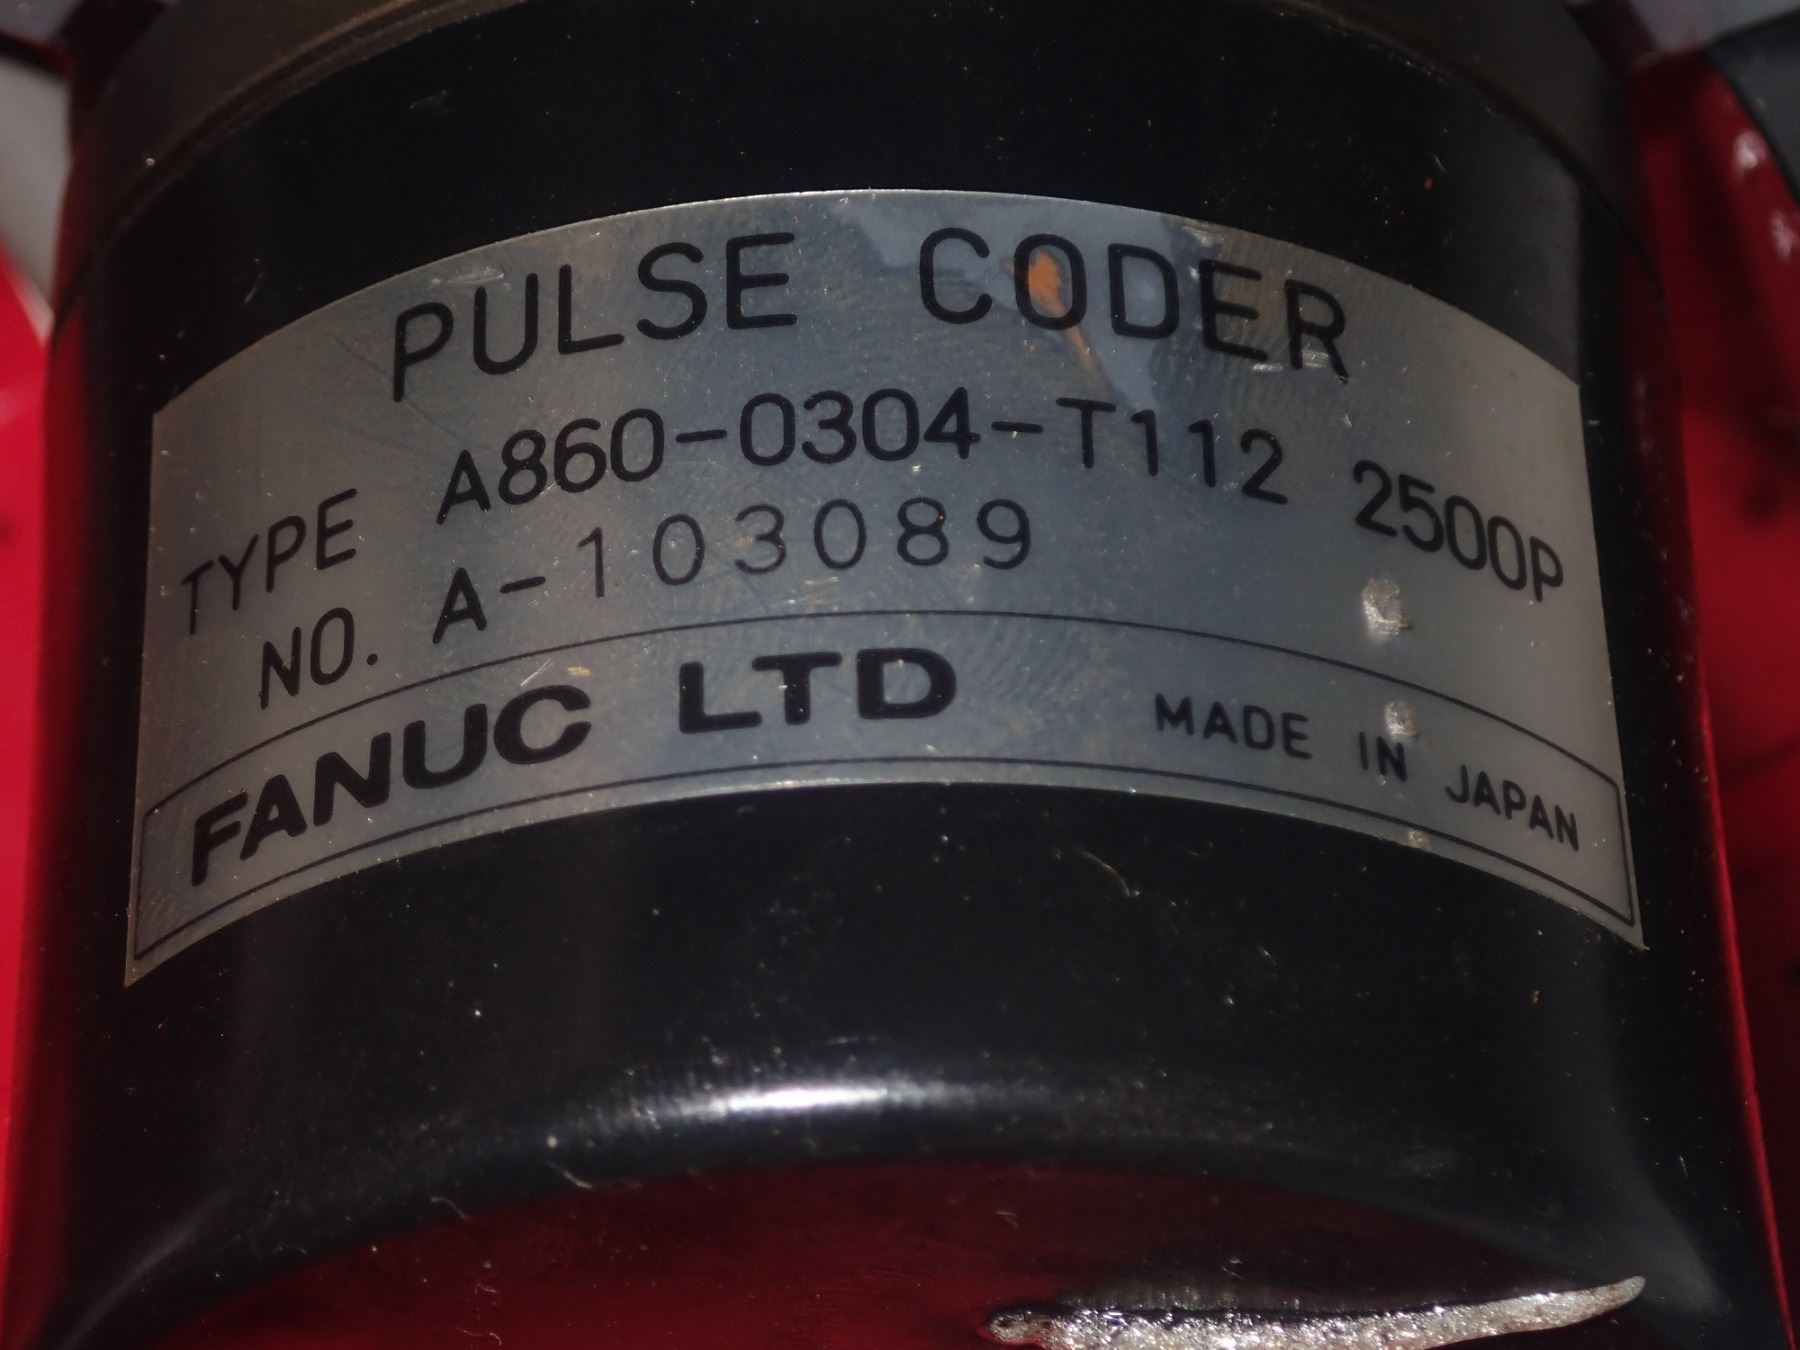 PULSE CODER
TYPE A860-0304-T112 2500P
NO. A-103089
FANUC LTD MADE IN JAPAN